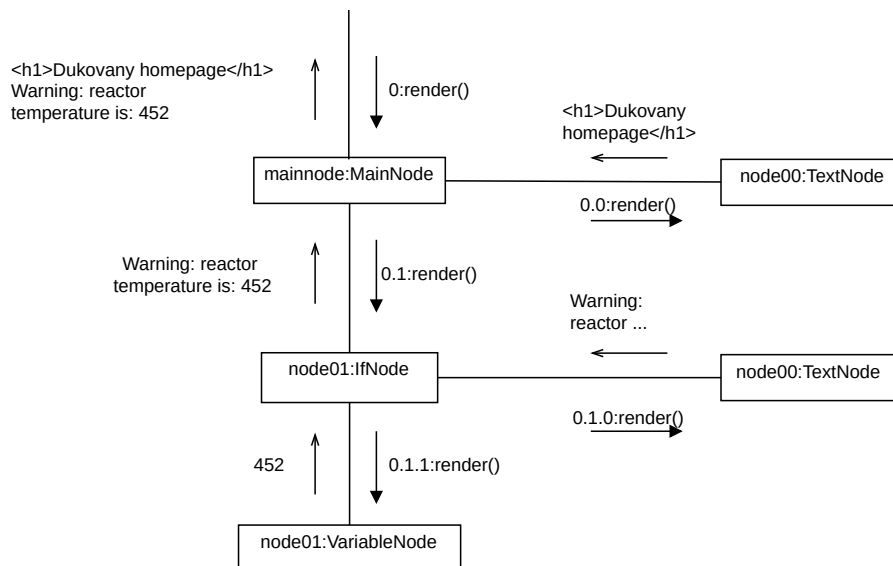 <h1>Dukovany homepage</h1>
Warning: reactor
temperature is: 452
0:render()
<h1>Dukovany
homepage</h1>
mainnode:MainNode
node00:TextNode
0.0:render()
Warning: reactor
temperature is: 452
0.1:render()
Warning:
reactor ...
node01:IfNode
node00:TextNode
0.1.0:render()
452
0.1.1:render()
node01:VariableNode